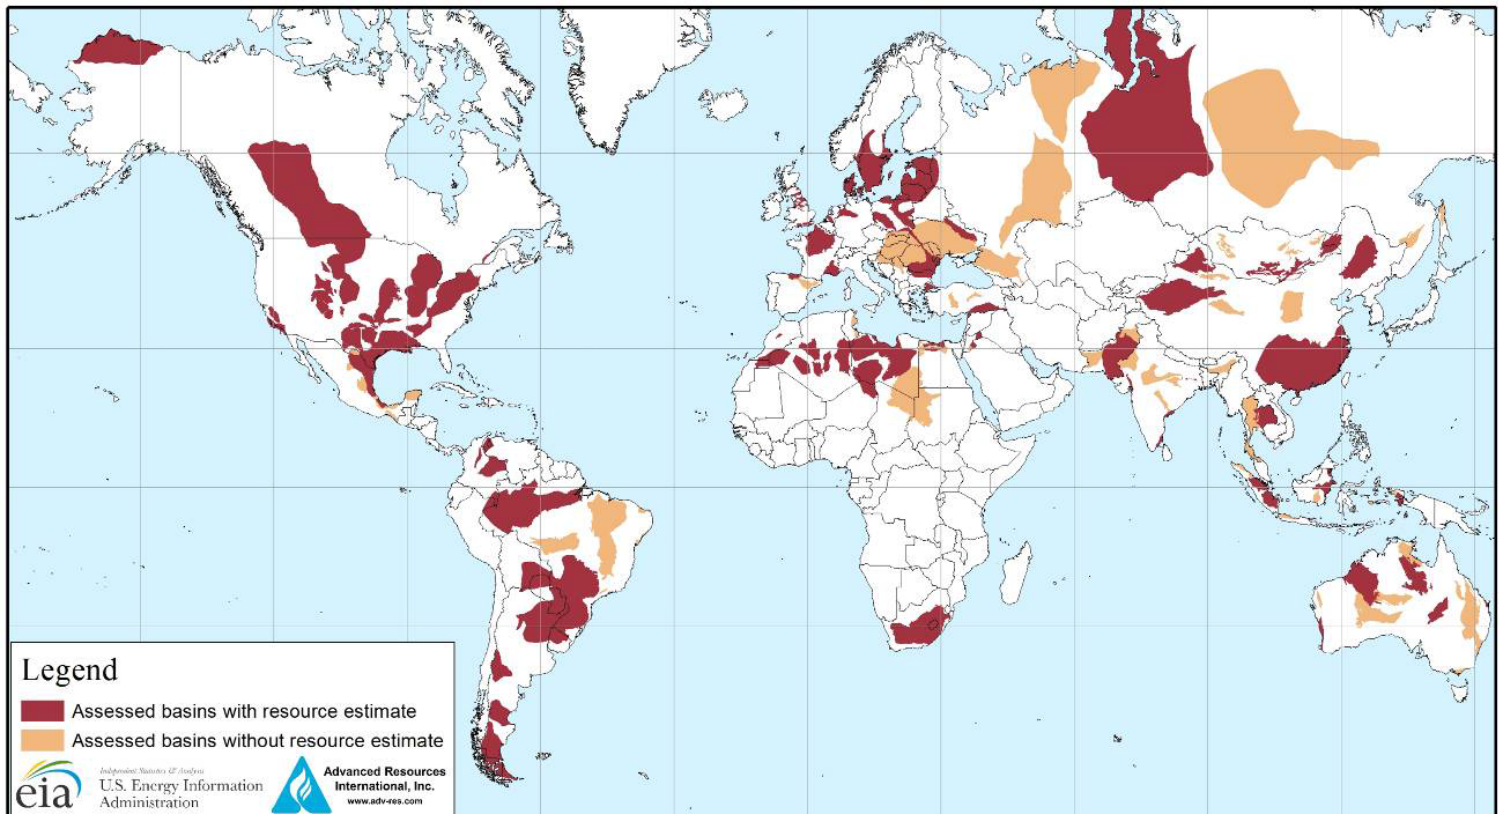 Legend
Assessed basins with resource estimate
Assessed basins without resource estimate
eia
Independent Statistics & Analysis
U.S. Energy Information
Administration
Advanced Resources
International, Inc.
www.adv-res.com